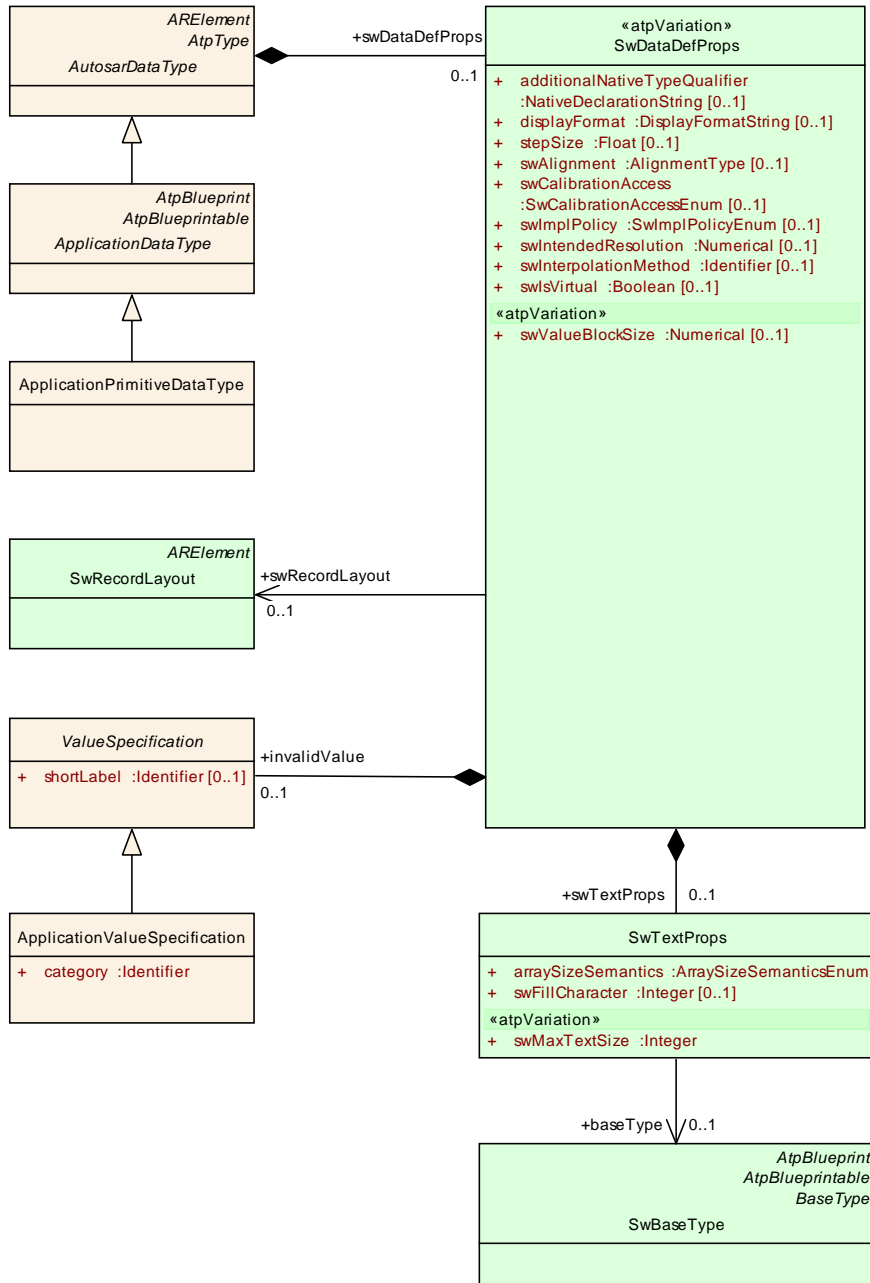 ARElement
AtpType
AutosarDataType
+swDataDefProps
0..1
«atpVariation»
SwDataDefProps
+ additionalNativeTypeQualifier
:NativeDeclarationString [0..1]
+ displayFormat :DisplayFormatString [0..1]
+ stepSize :Float [0..1]
+ swAlignment :AlignmentType [0..1]
+ swCalibrationAccess
:SwCalibrationAccessEnum [0..1]
+ swImplPolicy :SwImplPolicyEnum [0..1]
+ swIntendedResolution :Numerical [0..1]
+ swInterpolationMethod :Identifier [0..1]
+ swIsVirtual :Boolean [0..1]
«atpVariation»
+ swValueBlockSize :Numerical [0..1]
AtpBlueprint
AtpBlueprintable
ApplicationDataType
ApplicationPrimitiveDataType
ARElement
SwRecordLayout
+swRecordLayout
0..1
ValueSpecification
+ shortLabel :Identifier [0..1]
+invalidValue
0..1
ApplicationValueSpecification
+ category :Identifier
+swTextProps
0..1
SwTextProps
+ arraySizeSemantics :ArraySizeSemanticsEnum
+ swFillCharacter :Integer [0..1]
«atpVariation»
+ swMaxTextSize :Integer
+baseType
0..1
AtpBlueprint
AtpBlueprintable
BaseType
SwBaseType